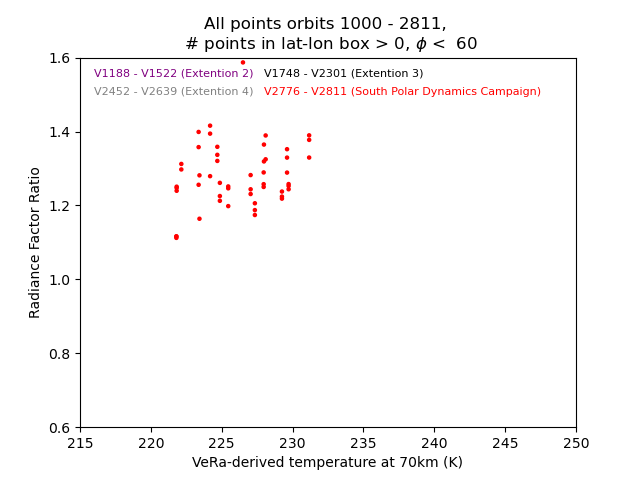 All points orbits 1000 - 2811,
# points in lat-lon box > 0, ϕ < 60
V1188 - V1522 (Extention 2) V1748 - V2301 (Extention 3)
V2452 - V2639 (Extention 4) V2776 - V2811 (South Polar Dynamics Campaign)
Radiance Factor Ratio
1.6
1.4
1.2
1.0
0.8
0.6
215 220 225 230 235 240 245 250
VeRa-derived temperature at 70km (K)